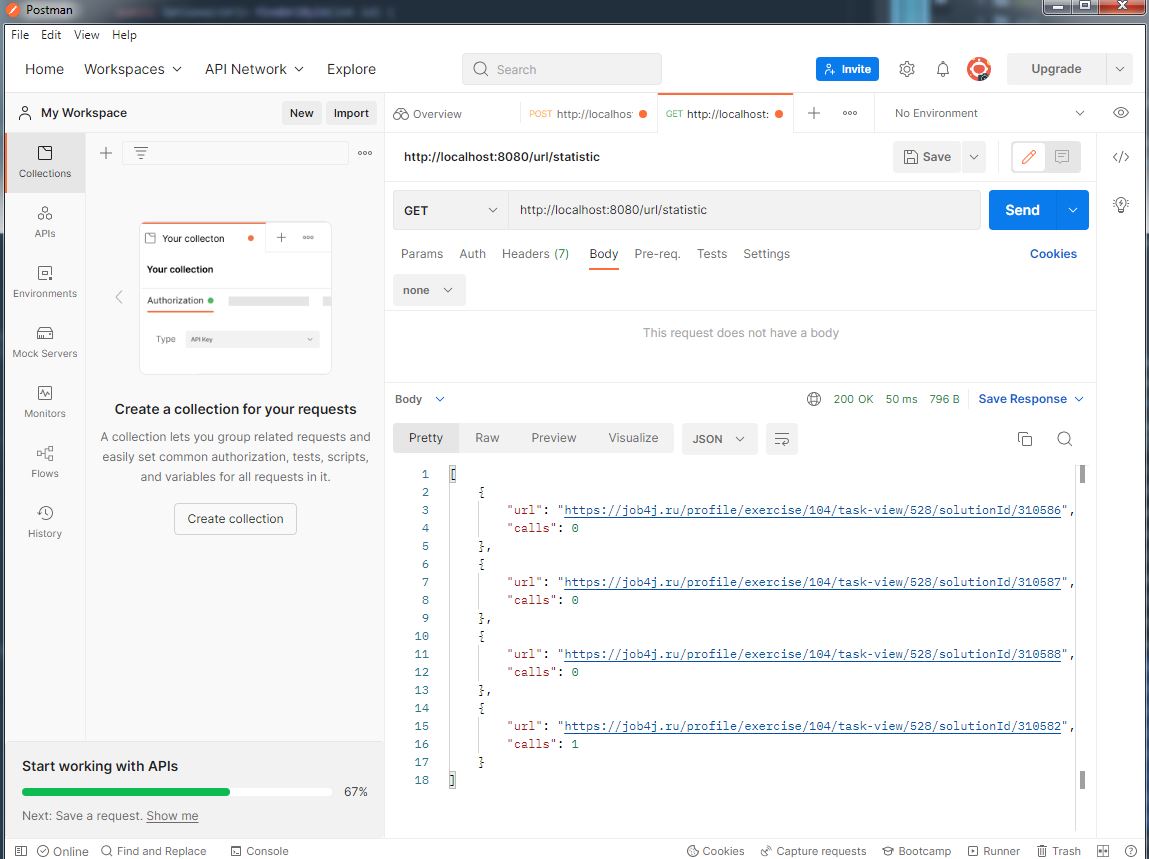 Postman
File Edit View Help
Home Workspaces API Network Explore Search Invite Upgrade
My Workspace New Import
Overview POST http://localhos GET http://localhost: No Environment
Collections
APIs
Environments
Mock Servers
Monitors
Flows
History
Your collecton
Your collection
Authorization
Type API Key
Create a collection for your requests
A collection lets you group related requests and
easily set common authorization, tests, scripts,
and variables for all requests in it.
Create collection
Start working with APIs
67%
Next: Save a request. Show me
http://localhost:8080/url/statistic Save
GET http://localhost:8080/url/statistic Send
Params Auth Headers (7) Body Pre-req. Tests Settings Cookies
none
This request does not have a body
Body 200 OK 50 ms 796 B Save Response
Pretty Raw Preview Visualize JSON
1 [
2 {
3 "url": "https://job4j.ru/profile/exercise/104/task-view/528/solutionId/310586",
4 "calls": 0
5 },
6 {
7 "url": "https://job4j.ru/profile/exercise/104/task-view/528/solutionId/310587",
8 "calls": 0
9 },
10 {
11 "url": "https://job4j.ru/profile/exercise/104/task-view/528/solutionId/310588",
12 "calls": 0
13 },
14 {
15 "url": "https://job4j.ru/profile/exercise/104/task-view/528/solutionId/310582",
16 "calls": 1
17 }
18 ]
Online Find and Replace Console Cookies Capture requests Bootcamp Runner Trash